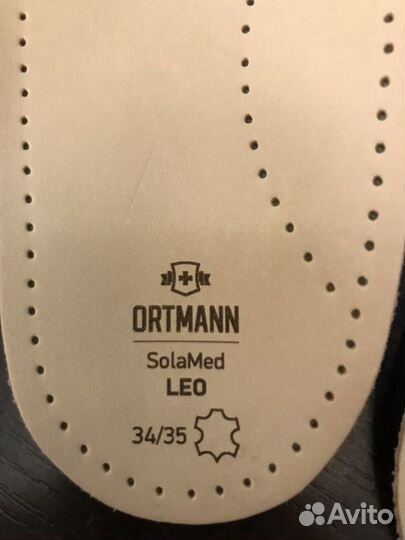 ORTMANN
SolaMed
LEO
34/35
Avito